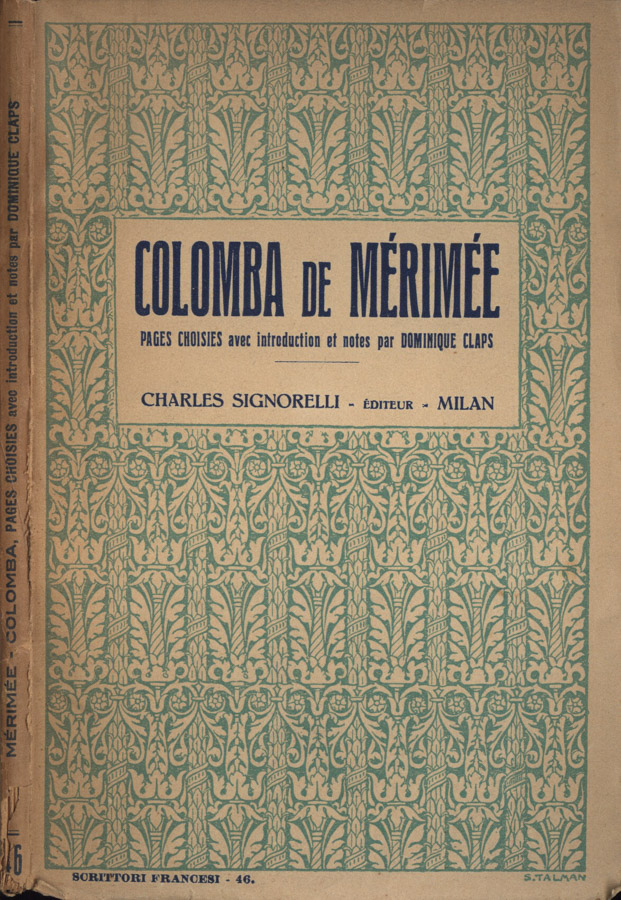 COLOMBA DE MÉRIMÉE
PAGES CHOISIES avec introduction et notes par DOMINIQUE CLAPS
CHARLES SIGNORELLI - ÉDITEUR - MILAN
SCRITTORI FRANCESI - 46.
S.TALMAN
MÉRIMÉE - COLOMBA, PAGES CHOISIES avec introduction et notes par DOMINIQUE CLAPS
46